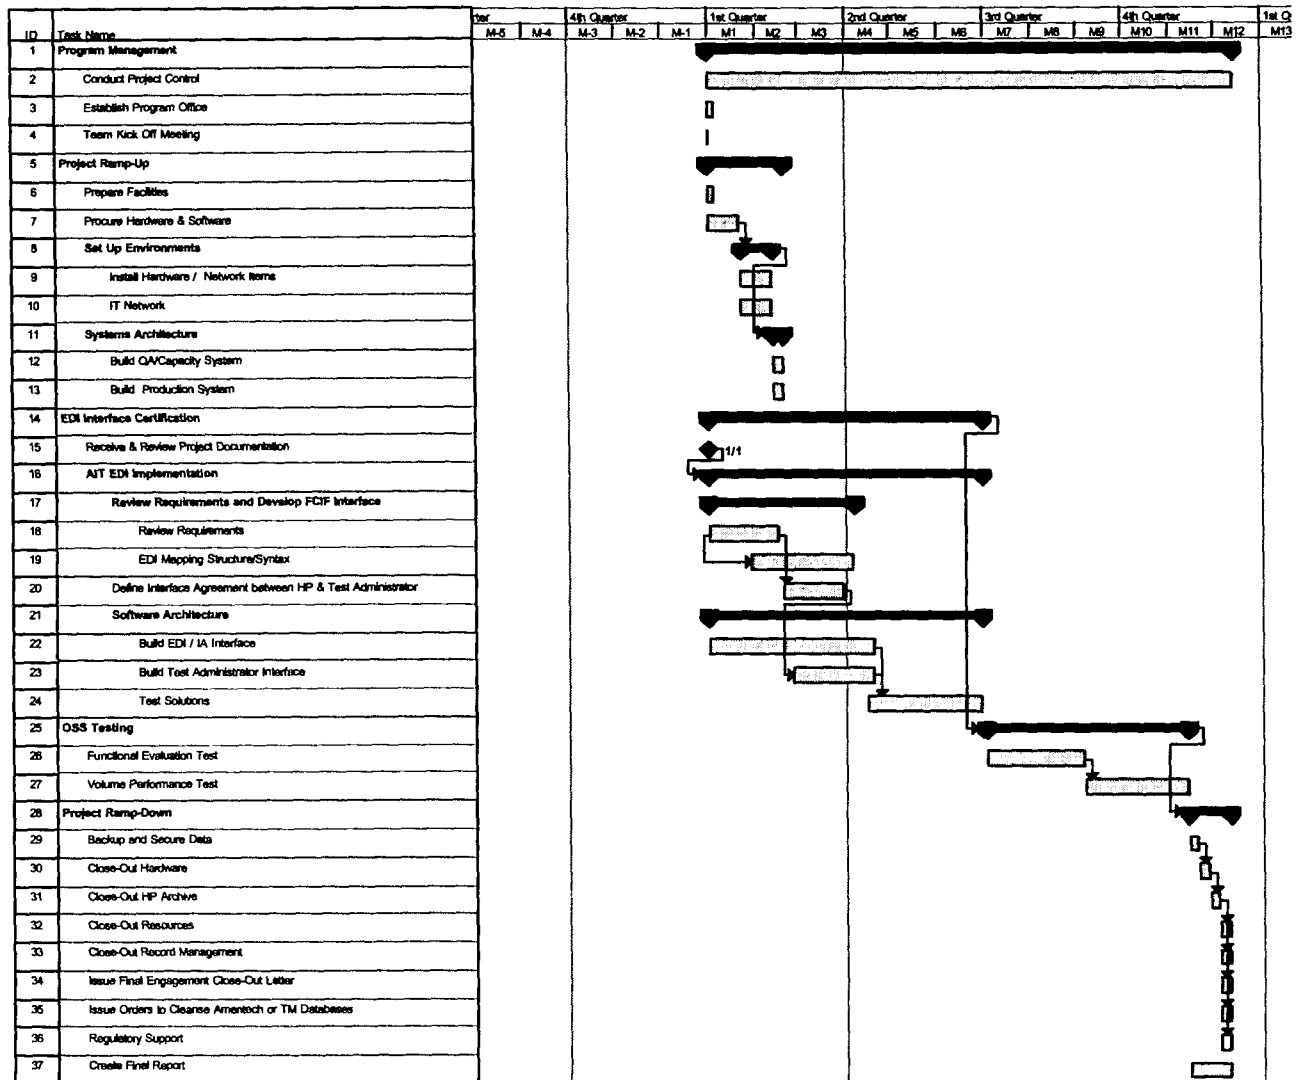 ter 4th Quarter 1st Quarter 2nd Quarter 3rd Quarter 4th Quarter 1st Q
ID Task Name M-5 M-4 M-3 M-2 M-1 M1 M2 M3 M4 M5 M6 M7 M8 M9 M10 M11 M12 M13
1 Program Management
2 Conduct Project Control
3 Establish Program Office
4 Team Kick Off Meeting
5 Project Ramp-Up
6 Prepare Facilities
7 Procure Hardware & Software
8 Set Up Environments
9 Install Hardware / Network Items
10 IT Network
11 Systems Architecture
12 Build QA/Capacity System
13 Build Production System
14 EDI Interface Certification
15 Receive & Review Project Documentation 1/1
16 AIT EDI Implementation
17 Review Requirements and Develop FCIF Interface
18 Review Requirements
19 EDI Mapping Structure/Syntax
20 Define Interface Agreement between HP & Test Administrator
21 Software Architecture
22 Build EDI / IA Interface
23 Build Test Administrator Interface
24 Test Solutions
25 OSS Testing
26 Functional Evaluation Test
27 Volume Performance Test
28 Project Ramp-Down
29 Backup and Secure Data
30 Close-Out Hardware
31 Close-Out HP Archive
32 Close-Out Resources
33 Close-Out Record Management
34 Issue Final Engagement Close-Out Letter
35 Issue Orders to Cleanse Ameritech or TM Databases
36 Regulatory Support
37 Create Final Report